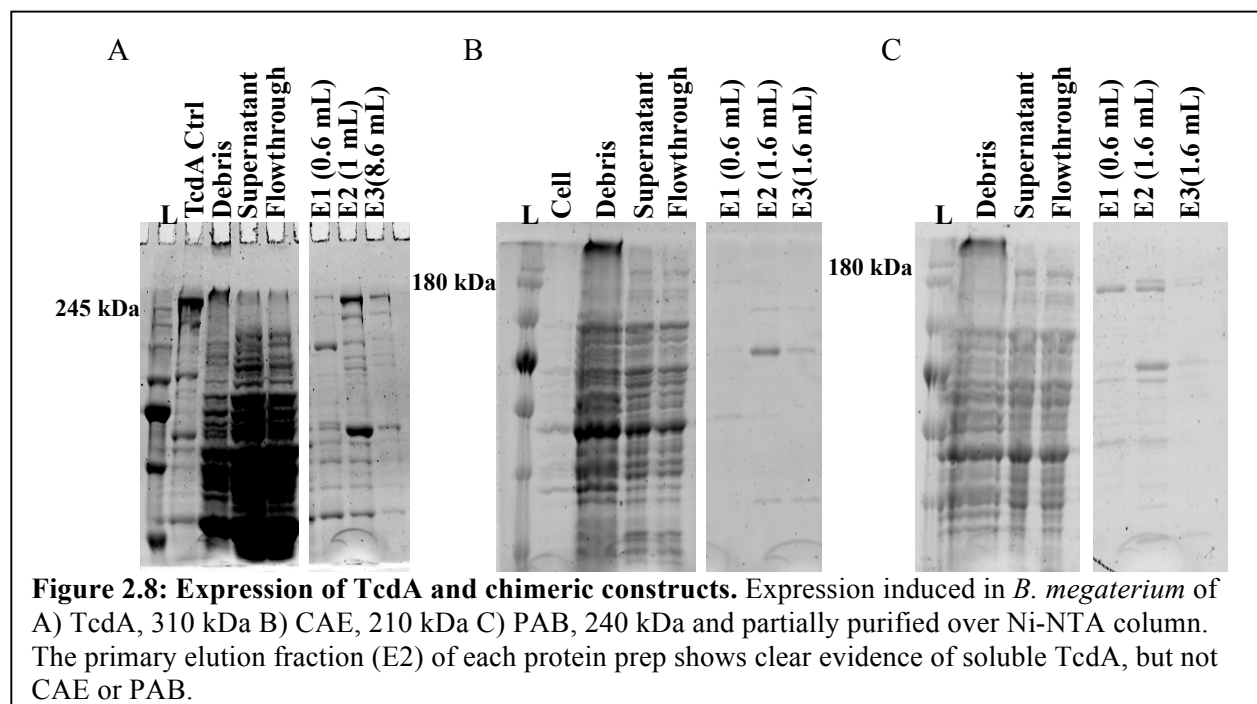 A
B
C
L
TcdA Ctrl
Debris
Supernatant
Flowthrough
E1 (0.6 mL)
E2 (1 mL)
E3(8.6 mL)
245 kDa
L
Cell
Debris
Supernatant
Flowthrough
E1 (0.6 mL)
E2 (1.6 mL)
E3(1.6 mL)
180 kDa
L
Debris
Supernatant
Flowthrough
E1 (0.6 mL)
E2 (1.6 mL)
E3(1.6 mL)
180 kDa
Figure 2.8: Expression of TcdA and chimeric constructs. Expression induced in B. megaterium of
A) TcdA, 310 kDa B) CAE, 210 kDa C) PAB, 240 kDa and partially purified over Ni-NTA column.
The primary elution fraction (E2) of each protein prep shows clear evidence of soluble TcdA, but not
CAE or PAB.